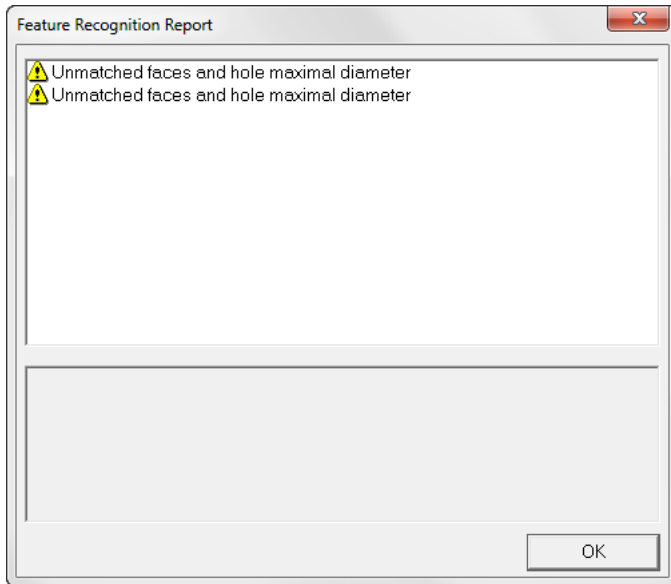 Feature Recognition Report
Unmatched faces and hole maximal diameter
Unmatched faces and hole maximal diameter
OK